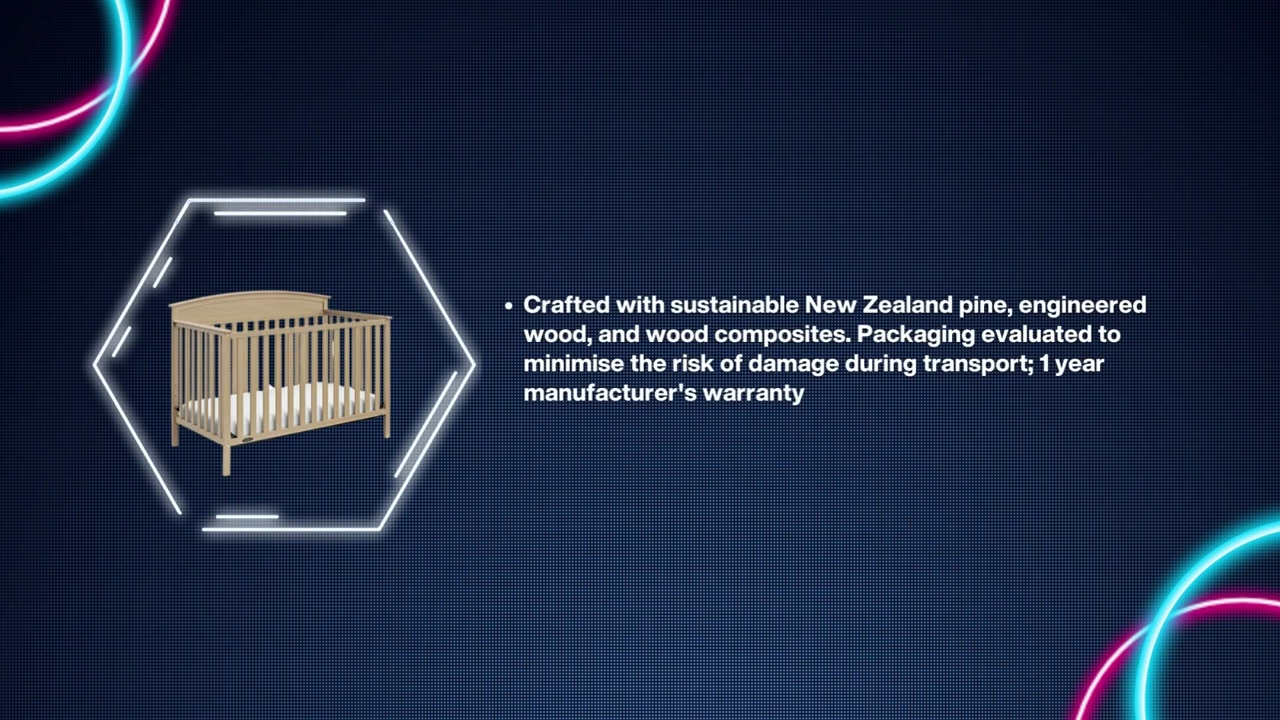 • Crafted with sustainable New Zealand pine, engineered
wood, and wood composites. Packaging evaluated to
minimise the risk of damage during transport; 1 year
manufacturer's warranty